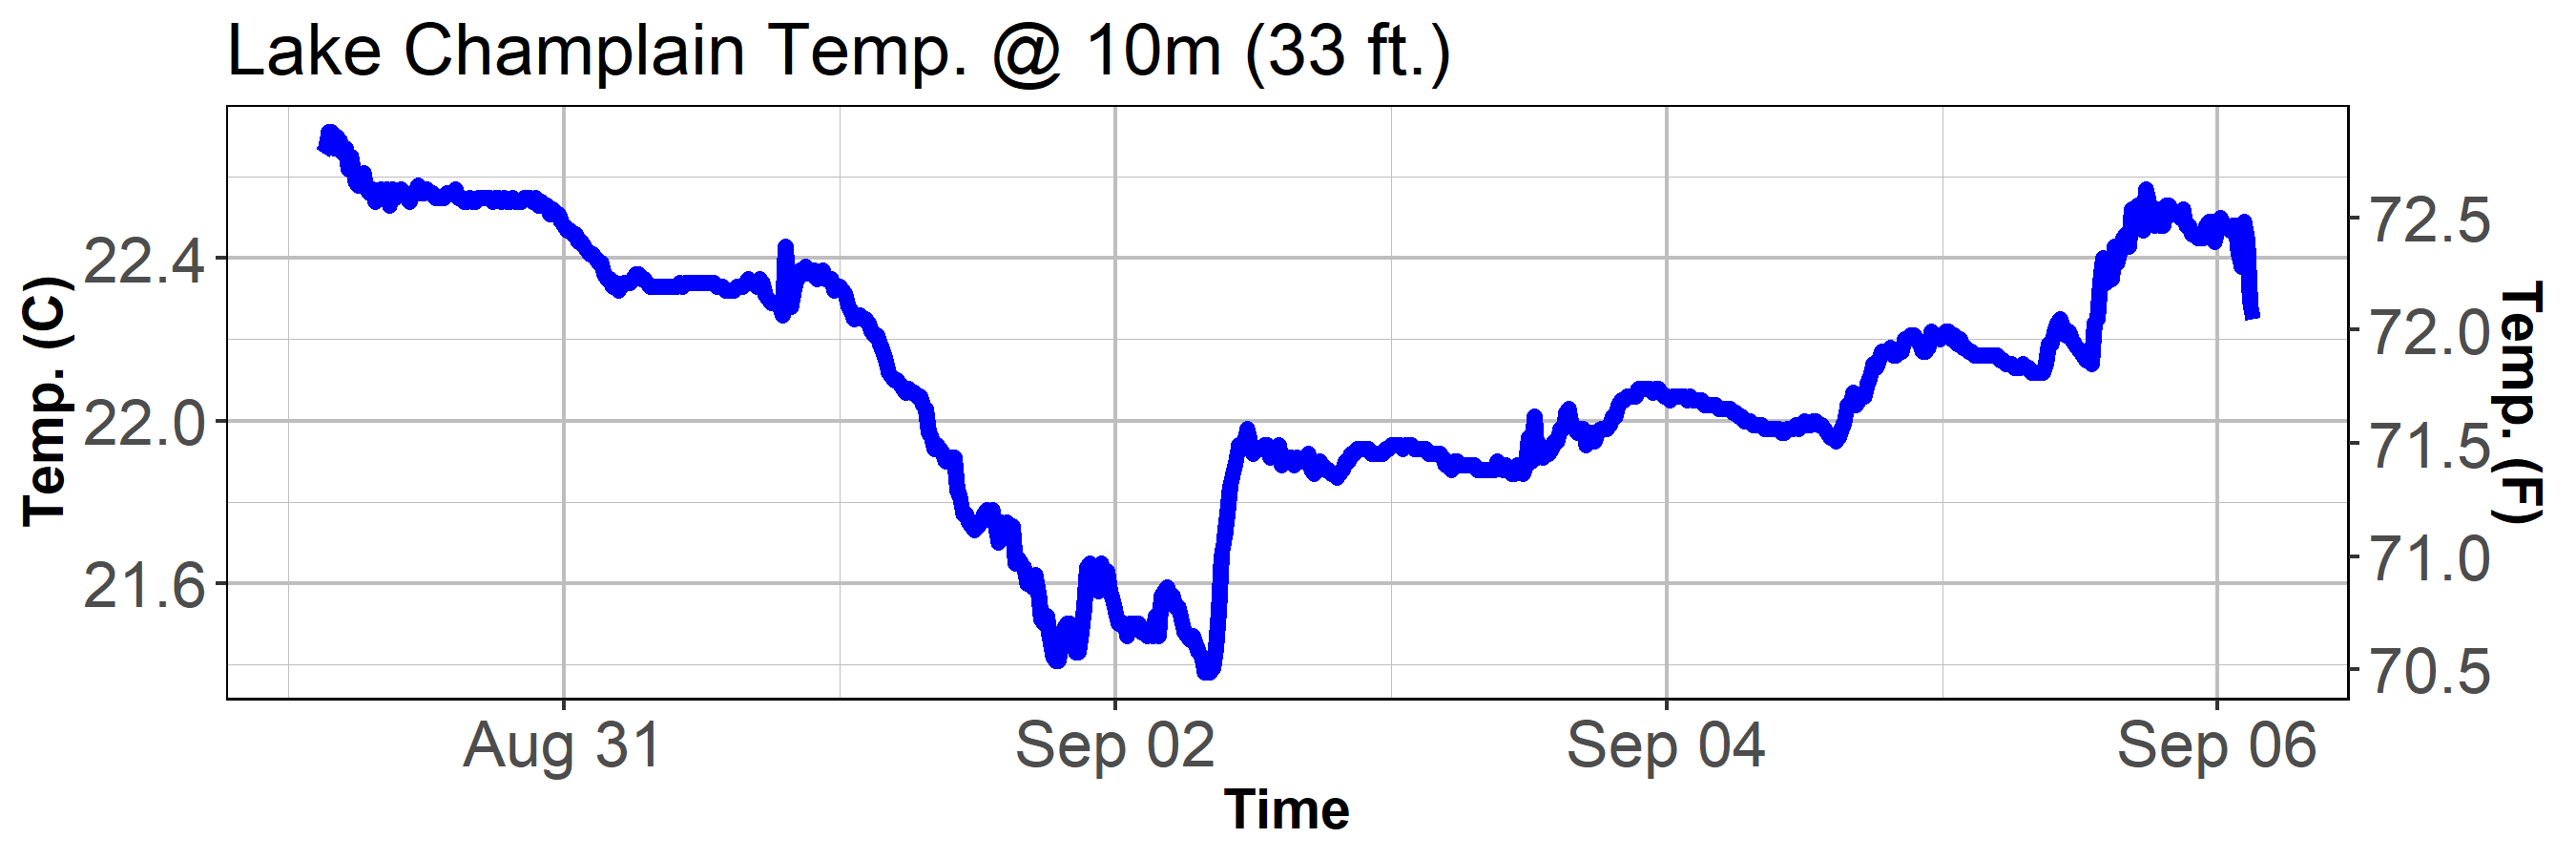 Lake Champlain Temp. @ 10m (33 ft.)
Temp. (C)
22.4
22.0
21.6
72.5
72.0
71.5
71.0
70.5
Temp. (F)
Aug 31
Sep 02
Sep 04
Sep 06
Time